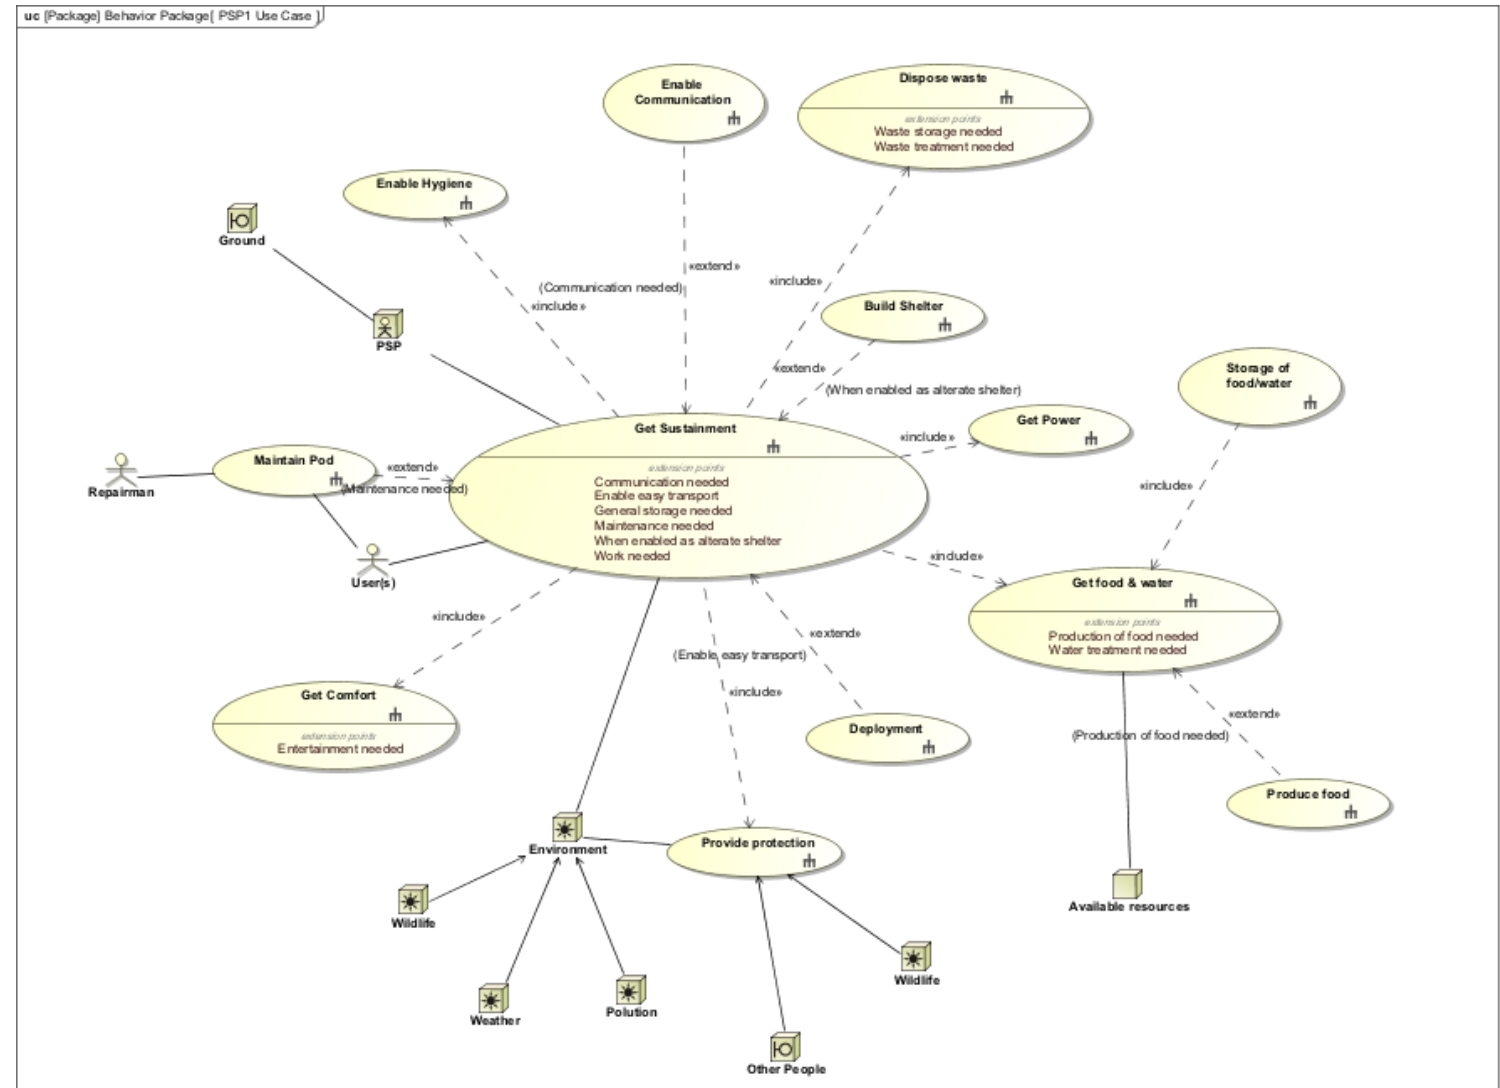 uc [Package] Behavior Package[ PSP1 Use Case ]
Enable
Communication
Dispose waste
extension points
Waste storage needed
Waste treatment needed
Enable Hygiene
Ground
«extend»
(Communication needed)
«include»
«include»
Build Shelter
PSP
«extend»
(When enabled as alterate shelter)
Storage of
food/water
Get Power
«include»
Get Sustainment
extension points
Communication needed
Enable easy transport
General storage needed
Maintenance needed
When enabled as alterate shelter
Work needed
Maintain Pod
«extend»
(Maintenance needed)
Repairman
User(s)
«include»
«include»
Get food & water
extension points
Production of food needed
Water treatment needed
«include»
«extend»
(Enable easy transport)
«include»
Get Comfort
extension points
Entertainment needed
Deployment
«extend»
(Production of food needed)
Produce food
Environment
Provide protection
Available resources
Wildlife
Weather
Polution
Wildlife
Other People